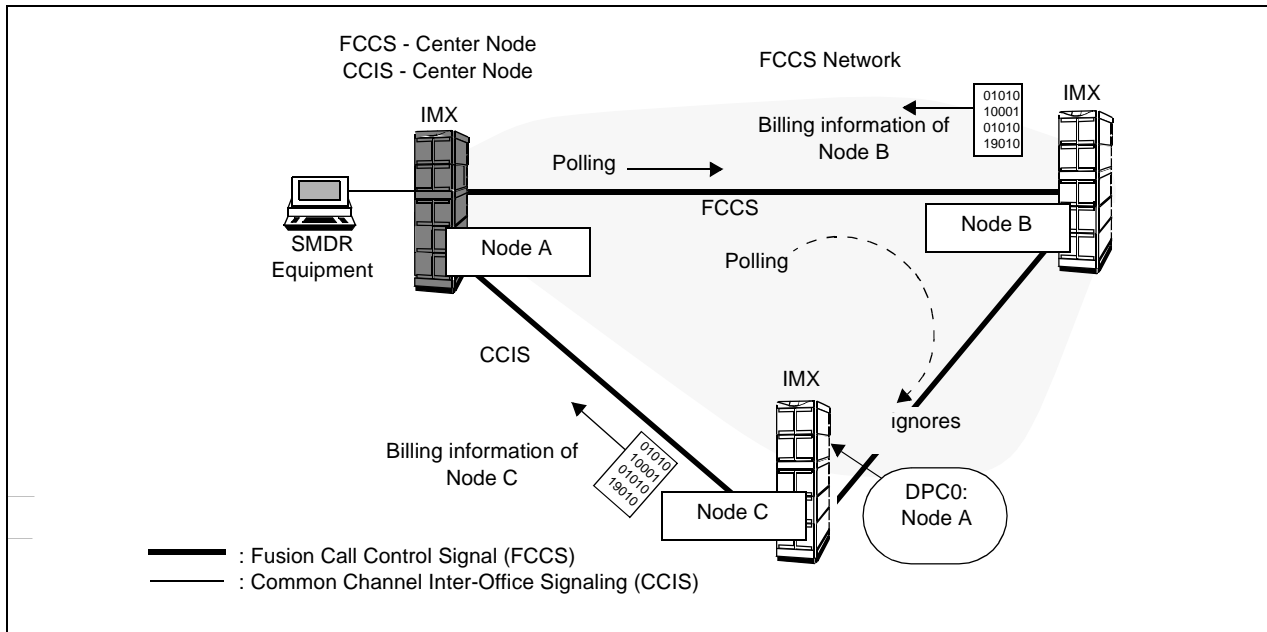 FCCS - Center Node
CCIS - Center Node
FCCS Network
IMX
IMX
01010
10001
01010
19010
Billing information of
Node B
Polling
FCCS
Node B
SMDR
Equipment
Node A
Polling
CCIS
IMX
ignores
Billing information of
Node C
01010
10001
01010
19010
Node C
DPC0:
Node A
: Fusion Call Control Signal (FCCS)
: Common Channel Inter-Office Signaling (CCIS)